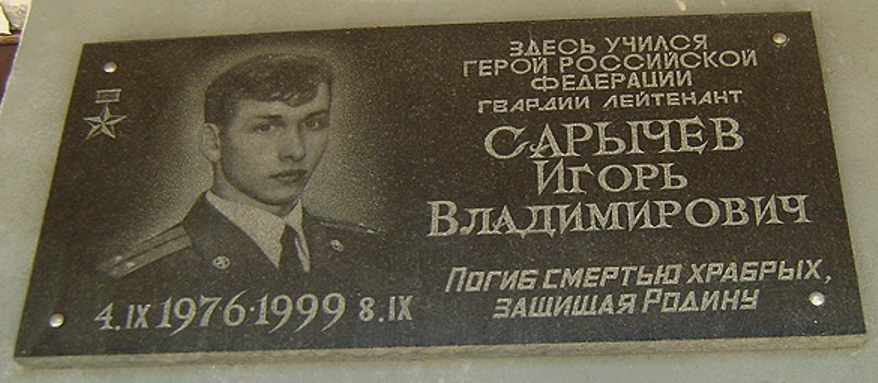 ЗДЕСЬ УЧИЛСЯ
ГЕРОЙ РОССИЙСКОЙ
ФЕДЕРАЦИИ
ГВАРДИИ ЛЕЙТЕНАНТ
САРЫЧЕВ
ИГОРЬ
ВЛАДИМИРОВИЧ
ПОГИБ СМЕРТЬЮ ХРАБРЫХ,
ЗАЩИЩАЯ РОДИНУ
4.IX 1976·1999 8.IX